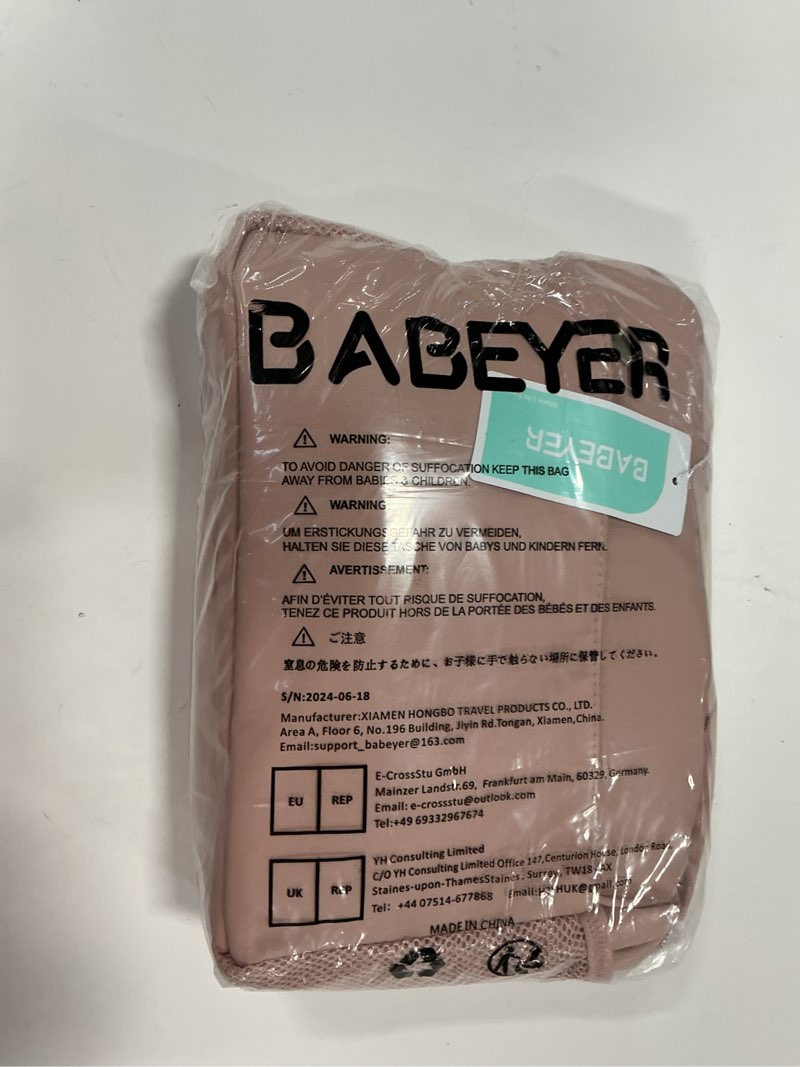 BABEYER
BABEYER
WARNING:
TO AVOID DANGER OF SUFFOCATION KEEP THIS BAG
AWAY FROM BABIES & CHILDREN.
WARNING
UM ERSTICKUNGSGEFAHR ZU VERMEIDEN,
HALTEN SIE DIESE TASCHE VON BABYS UND KINDERN FERN.
AVERTISSEMENT:
AFIN D'ÉVITER TOUT RISQUE DE SUFFOCATION,
TENEZ CE PRODUIT HORS DE LA PORTÉE DES BÉBÉS ET DES ENFANTS.
ご注意
窒息の危険を防止するために、お子様に手で触らない場所に保管してください。
S/N:2024-06-18
Manufacturer:XIAMEN HONGBO TRAVEL PRODUCTS CO., LTD.
Area A, Floor 6, No.196 Building, Jiyin Rd.Tongan, Xiamen,China.
Email:support_babeyer@163.com
EU REP
E-CrossStu GmbH
Mainzer Landstr.69, Frankfurt am Main, 60329, Germany.
Email: e-crossstu@outlook.com
Tel:+49 69332967674
UK REP
YH Consulting Limited
C/O YH Consulting Limited Office 147,Centurion House, London Road,
Staines-upon-ThamesStaines, Surrey, TW18
Tel: +44 07514-677868
MADE IN CHINA